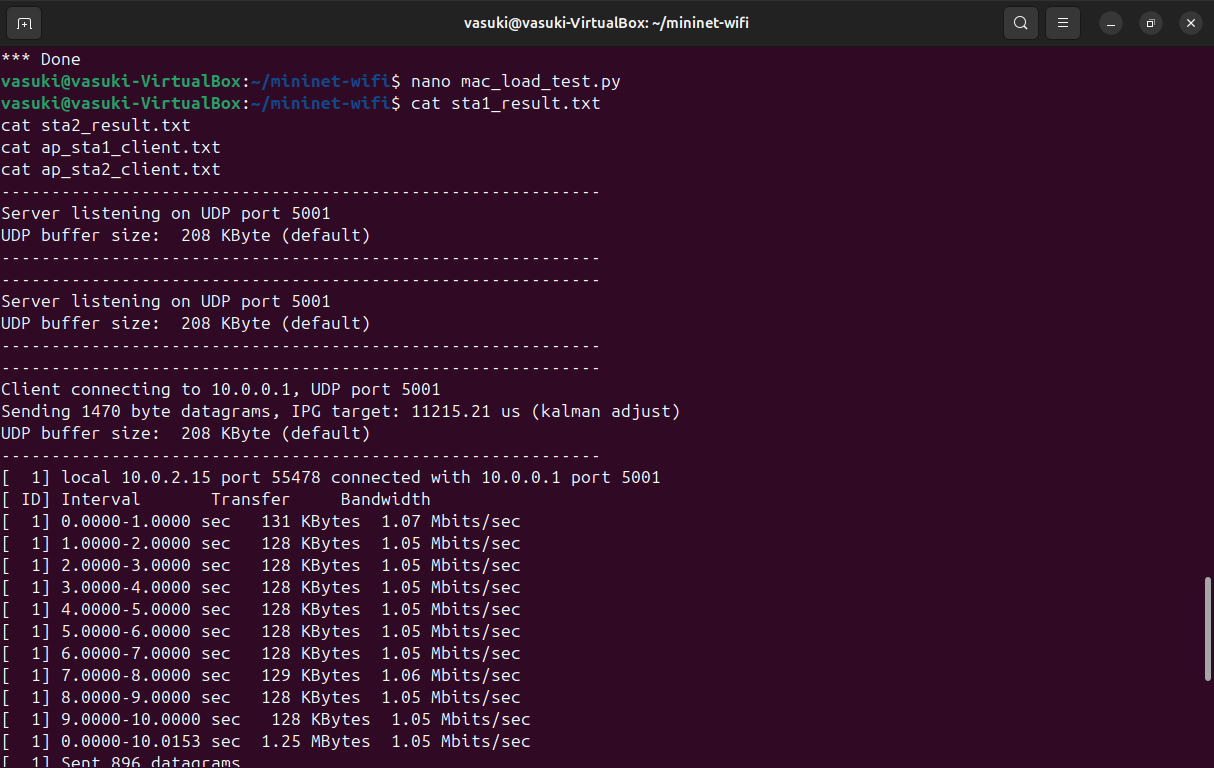 vasuki@vasuki-VirtualBox: ~/mininet-wifi
*** Done
vasuki@vasuki-VirtualBox:~/mininet-wifi$ nano mac_load_test.py
vasuki@vasuki-VirtualBox:~/mininet-wifi$ cat sta1_result.txt
cat sta2_result.txt
cat ap_sta1_client.txt
cat ap_sta2_client.txt
------------------------------------------------------------
Server listening on UDP port 5001
UDP buffer size:  208 KByte (default)
------------------------------------------------------------
------------------------------------------------------------
Server listening on UDP port 5001
UDP buffer size:  208 KByte (default)
------------------------------------------------------------
------------------------------------------------------------
Client connecting to 10.0.0.1, UDP port 5001
Sending 1470 byte datagrams, IPG target: 11215.21 us (kalman adjust)
UDP buffer size:  208 KByte (default)
------------------------------------------------------------
[  1] local 10.0.2.15 port 55478 connected with 10.0.0.1 port 5001
[ ID] Interval       Transfer     Bandwidth
[  1] 0.0000-1.0000 sec   131 KBytes  1.07 Mbits/sec
[  1] 1.0000-2.0000 sec   128 KBytes  1.05 Mbits/sec
[  1] 2.0000-3.0000 sec   128 KBytes  1.05 Mbits/sec
[  1] 3.0000-4.0000 sec   128 KBytes  1.05 Mbits/sec
[  1] 4.0000-5.0000 sec   128 KBytes  1.05 Mbits/sec
[  1] 5.0000-6.0000 sec   128 KBytes  1.05 Mbits/sec
[  1] 6.0000-7.0000 sec   128 KBytes  1.05 Mbits/sec
[  1] 7.0000-8.0000 sec   129 KBytes  1.06 Mbits/sec
[  1] 8.0000-9.0000 sec   128 KBytes  1.05 Mbits/sec
[  1] 9.0000-10.0000 sec   128 KBytes  1.05 Mbits/sec
[  1] 0.0000-10.0153 sec  1.25 MBytes  1.05 Mbits/sec
[  1] Sent 896 datagrams